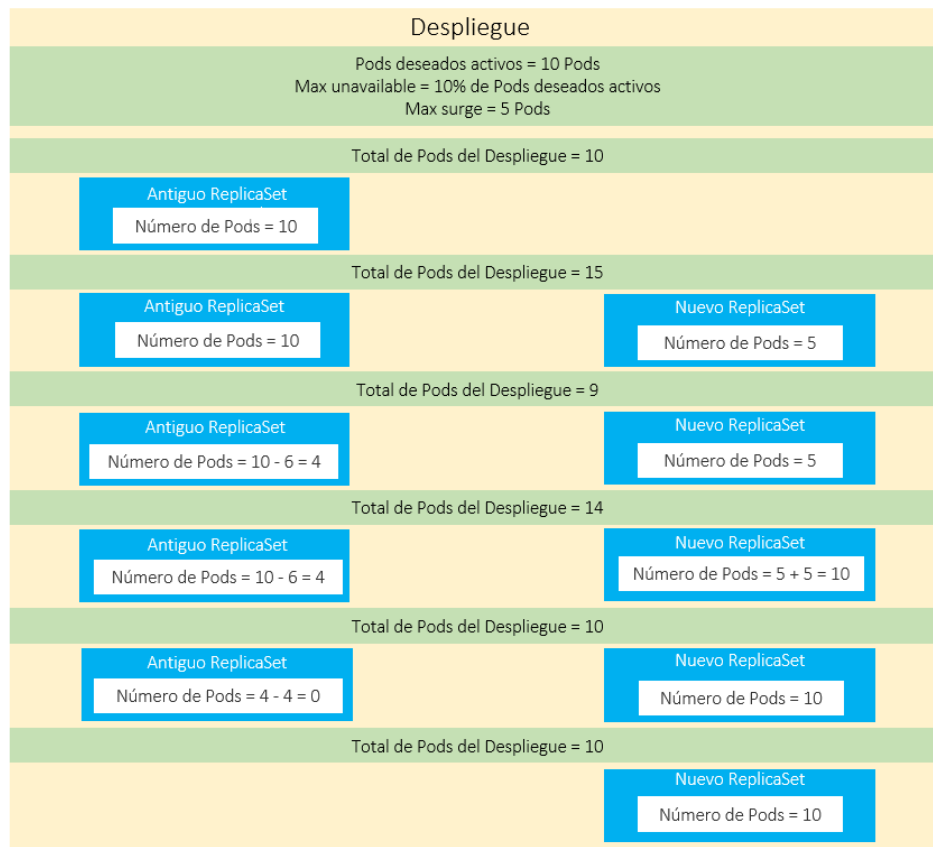 Despliegue
Pods deseados activos = 10 Pods
Max unavailable = 10% de Pods deseados activos
Max surge = 5 Pods
Total de Pods del Despliegue = 10
Antiguo ReplicaSet
Número de Pods = 10
Total de Pods del Despliegue = 15
Antiguo ReplicaSet
Número de Pods = 10
Nuevo ReplicaSet
Número de Pods = 5
Total de Pods del Despliegue = 9
Antiguo ReplicaSet
Número de Pods = 10 - 6 = 4
Nuevo ReplicaSet
Número de Pods = 5
Total de Pods del Despliegue = 14
Antiguo ReplicaSet
Número de Pods = 10 - 6 = 4
Nuevo ReplicaSet
Número de Pods = 5 + 5 = 10
Total de Pods del Despliegue = 10
Antiguo ReplicaSet
Número de Pods = 4 - 4 = 0
Nuevo ReplicaSet
Número de Pods = 10
Total de Pods del Despliegue = 10
Nuevo ReplicaSet
Número de Pods = 10